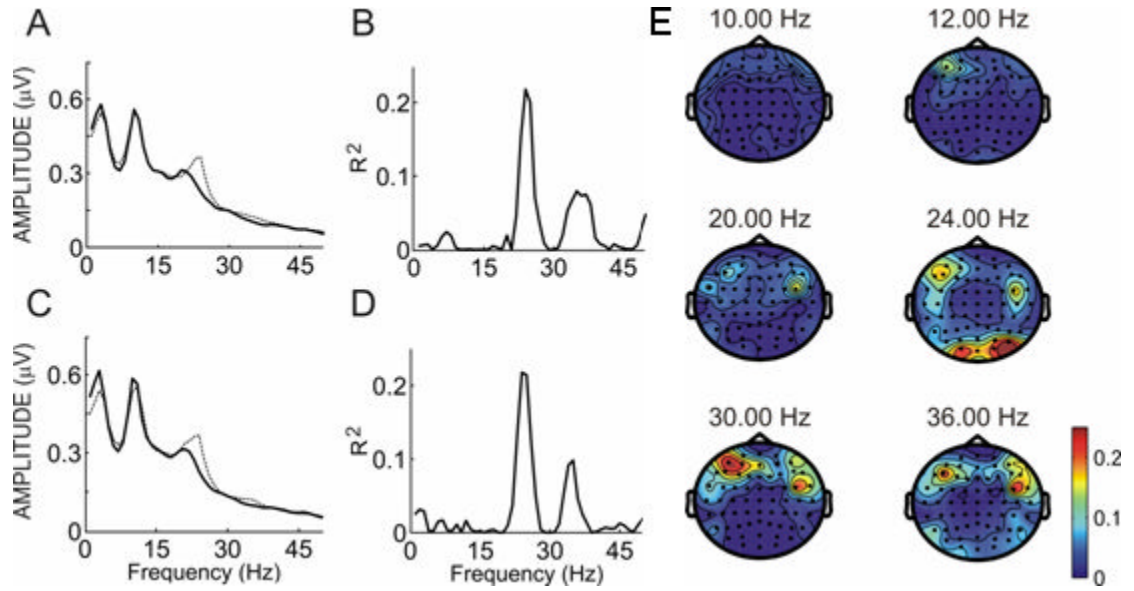 A
AMPLITUDE (μV)
0.6
0.3
0
0 15 30 45
B
R²
0.2
0.1
0
0 15 30 45
C
AMPLITUDE (μV)
0.6
0.3
0
0 15 30 45
Frequency (Hz)
D
R²
0.2
0.1
0
0 15 30 45
Frequency (Hz)
E
10.00 Hz 12.00 Hz
20.00 Hz 24.00 Hz
30.00 Hz 36.00 Hz
0.2
0.1
0